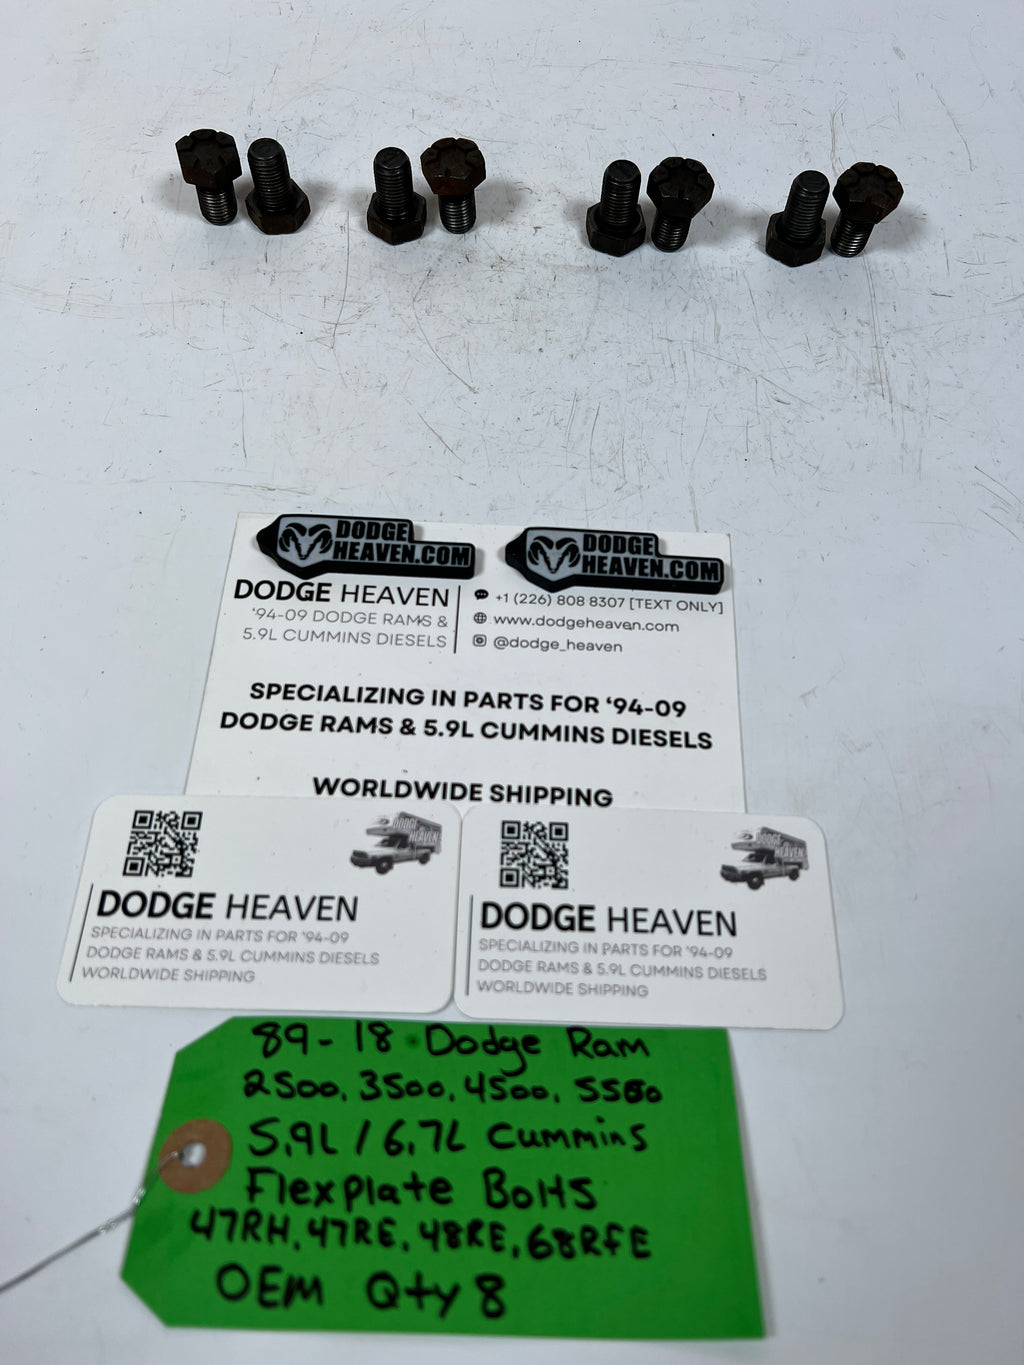 DODGE
HEAVEN.COM
DODGE
HEAVEN.COM
DODGE HEAVEN
'94-09 DODGE RAMS &
5.9L CUMMINS DIESELS
+1 (226) 808 8307 [TEXT ONLY]
www.dodgeheaven.com
@dodge_heaven
SPECIALIZING IN PARTS FOR '94-09
DODGE RAMS & 5.9L CUMMINS DIESELS
WORLDWIDE SHIPPING
DODGE
HEAVEN
DODGE HEAVEN
SPECIALIZING IN PARTS FOR '94-09
DODGE RAMS & 5.9L CUMMINS DIESELS
WORLDWIDE SHIPPING
DODGE
HEAVEN
DODGE HEAVEN
SPECIALIZING IN PARTS FOR '94-09
DODGE RAMS & 5.9L CUMMINS DIESELS
WORLDWIDE SHIPPING
89-18 Dodge Ram
2500, 3500, 4500, 5500
5.9L / 6.7L Cummins
Flexplate Bolts
47RH, 47RE, 48RE, 68RFE
OEM Qty 8